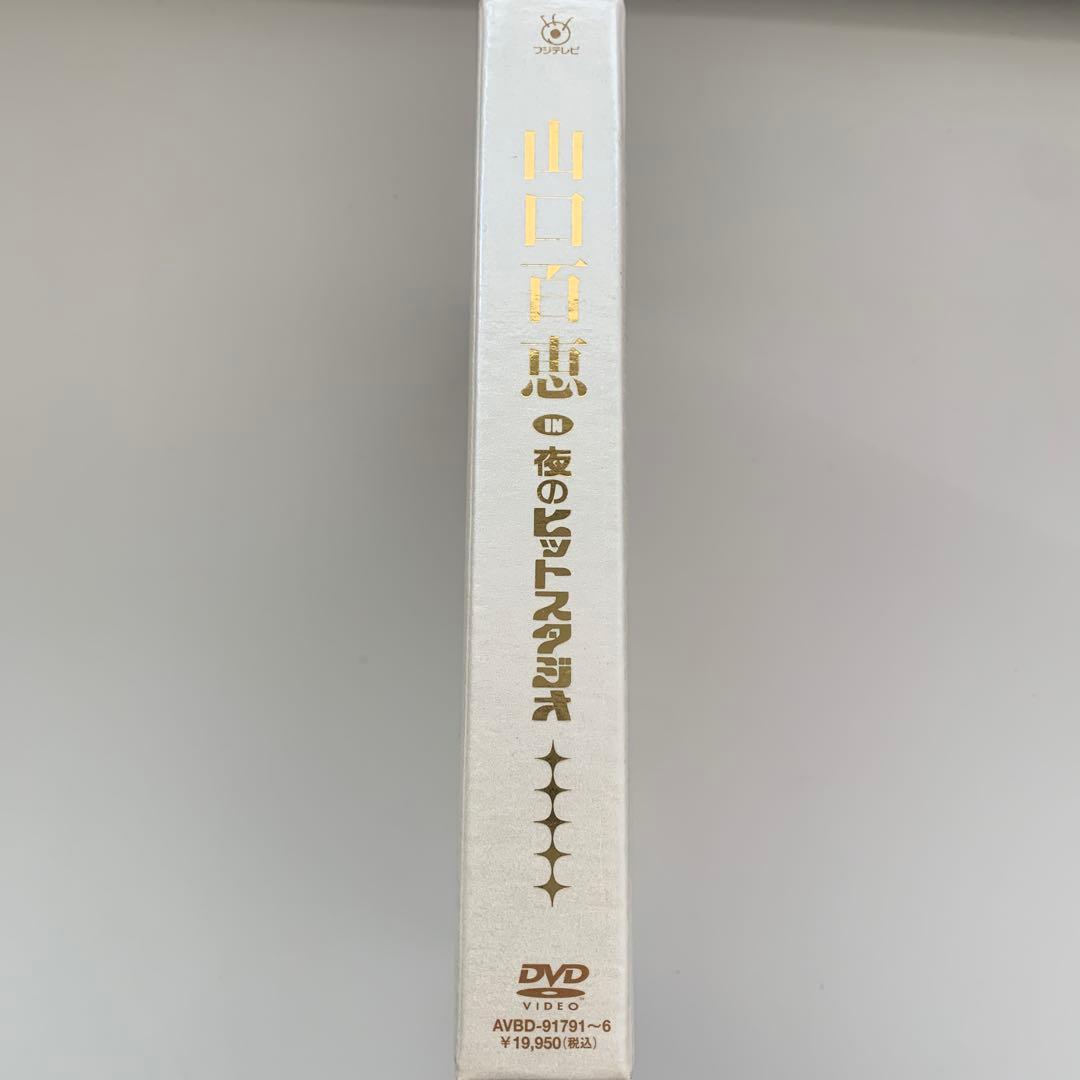 フジテレビ
山口百恵
IN
夜のヒットスタジオ
DVD
VIDEO
TM
AVBD-91791~6
¥19,950(税込)